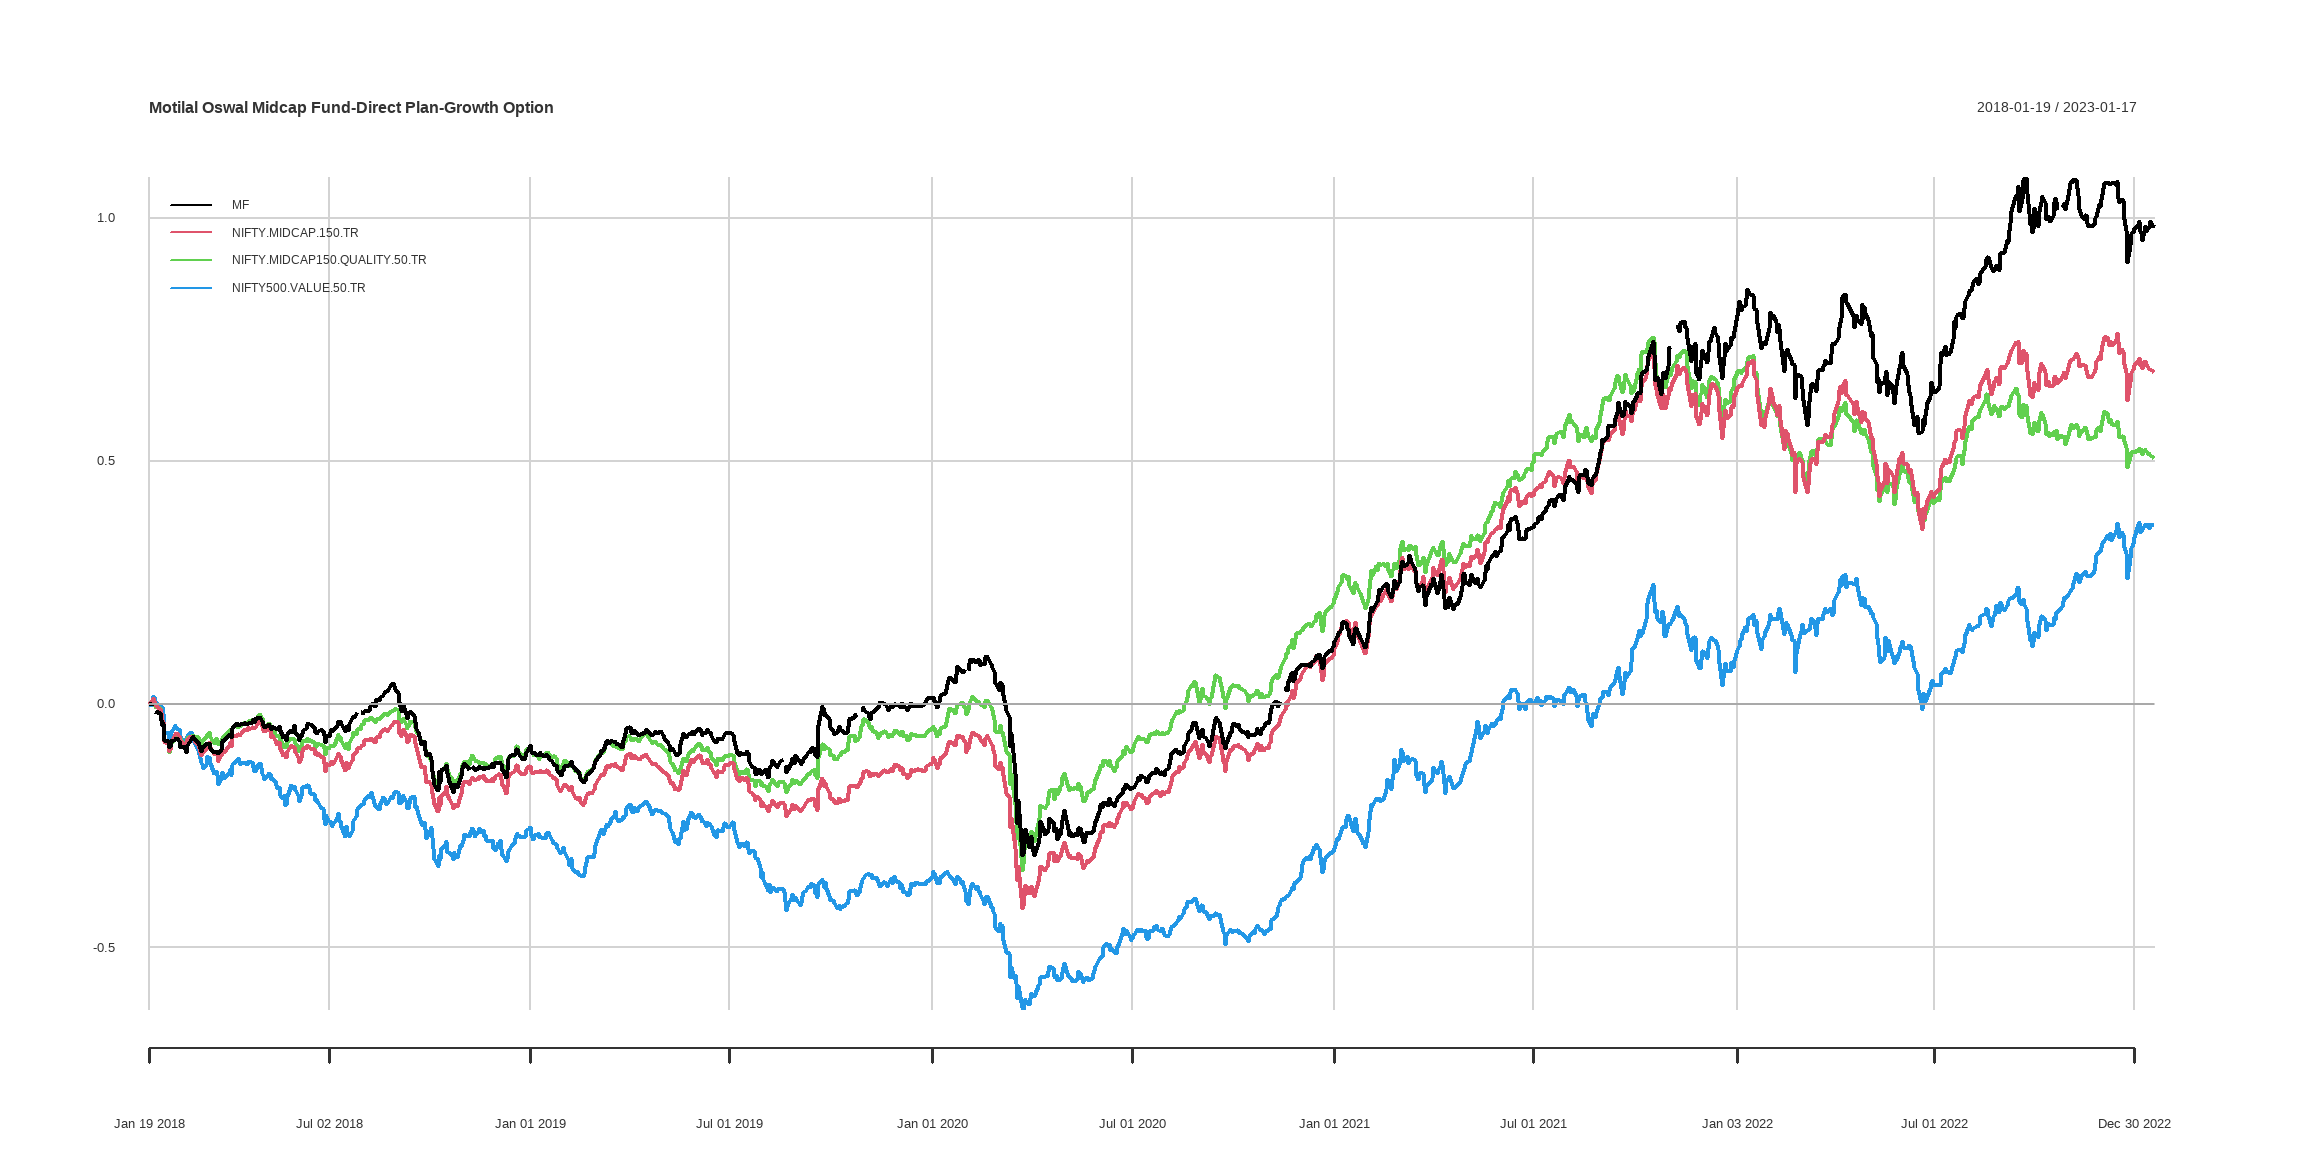 Motilal Oswal Midcap Fund-Direct Plan-Growth Option
2018-01-19 / 2023-01-17
MF
NIFTY.MIDCAP.150.TR
NIFTY.MIDCAP150.QUALITY.50.TR
NIFTY500.VALUE.50.TR
1.0
0.5
0.0
-0.5
Jan 19 2018 Jul 02 2018 Jan 01 2019 Jul 01 2019 Jan 01 2020 Jul 01 2020 Jan 01 2021 Jul 01 2021 Jan 03 2022 Jul 01 2022 Dec 30 2022